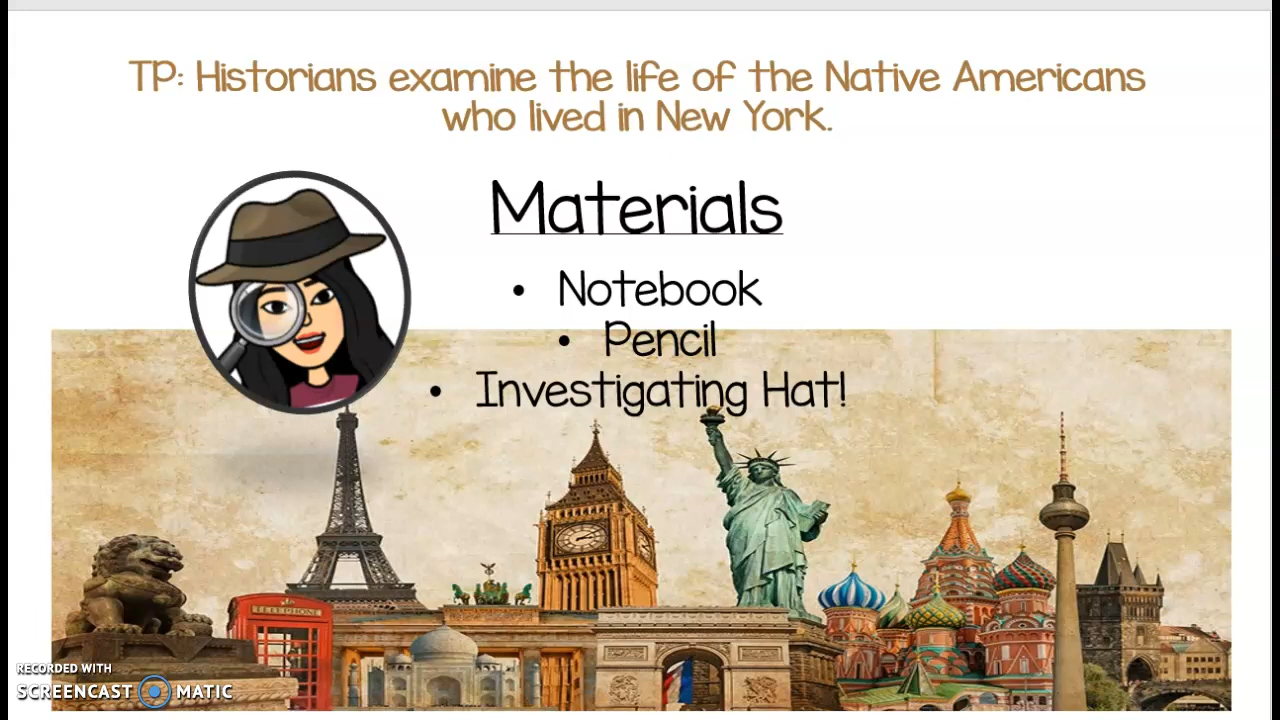 TP: Historians examine the life of the Native Americans
who lived in New York.
Materials
• Notebook
• Pencil
• Investigating Hat!
TELEPHONE
RECORDED WITH
SCREENCAST MATIC